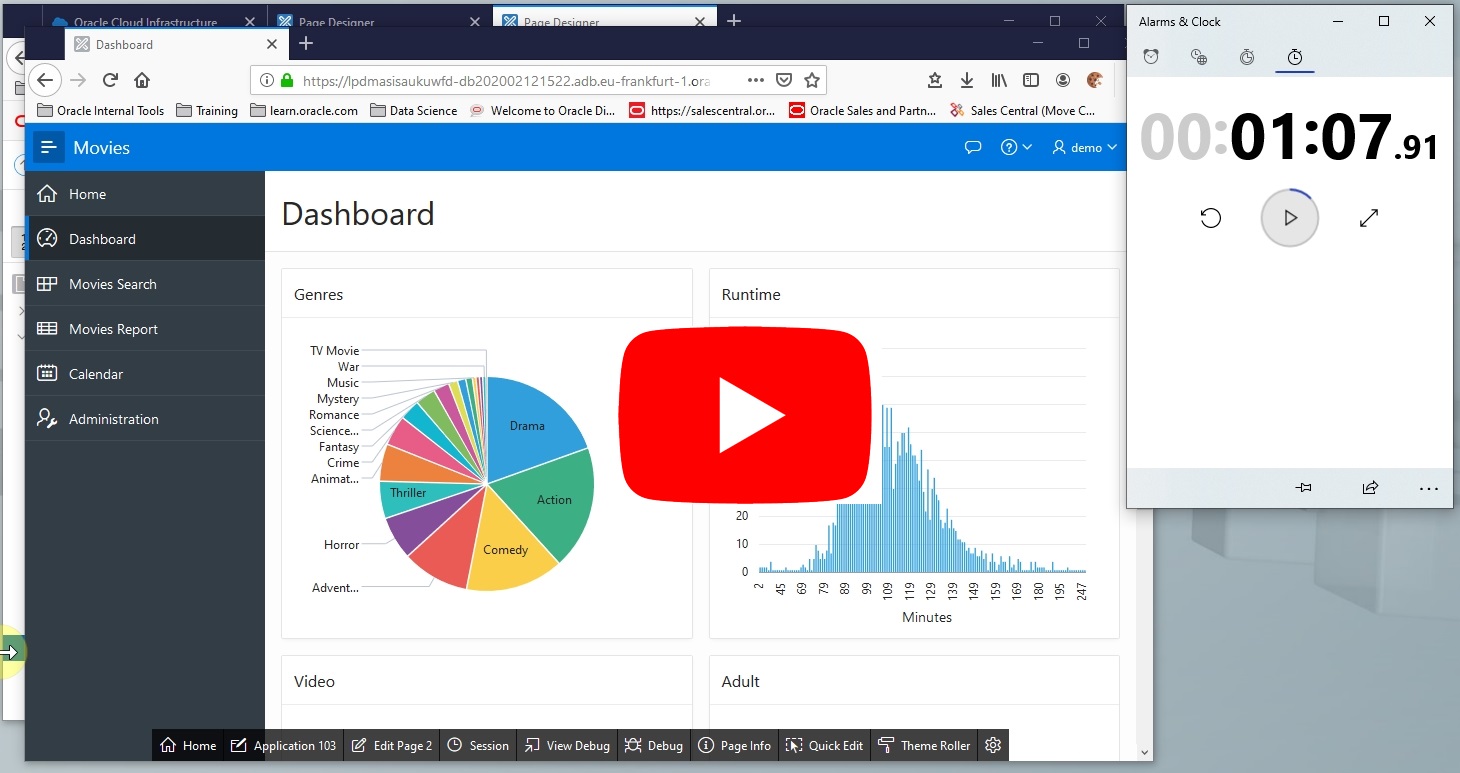 Oracle Cloud Infrastructure
Page Designer
Page Designer
Dashboard
https://lpdmasisaukuwfd-db202002121522.adb.eu-frankfurt-1.ora
Oracle Internal Tools
Training
learn.oracle.com
Data Science
Welcome to Oracle Di...
https://salescentral.or...
Oracle Sales and Partn...
Sales Central (Move C...
Movies
demo
Home
Dashboard
Movies Search
Movies Report
Calendar
Administration
Dashboard
Genres
TV Movie
War
Music
Mystery
Romance
Science...
Fantasy
Crime
Animat...
Thriller
Horror
Advent...
Drama
Action
Comedy
Runtime
20
10
0
2 45 69 79 89 99 109 119 129 139 149 159 169 180 195 247
Minutes
Video
Adult
Home
Application 103
Edit Page 2
Session
View Debug
Debug
Page Info
Quick Edit
Theme Roller
Alarms & Clock
00:01:07.91